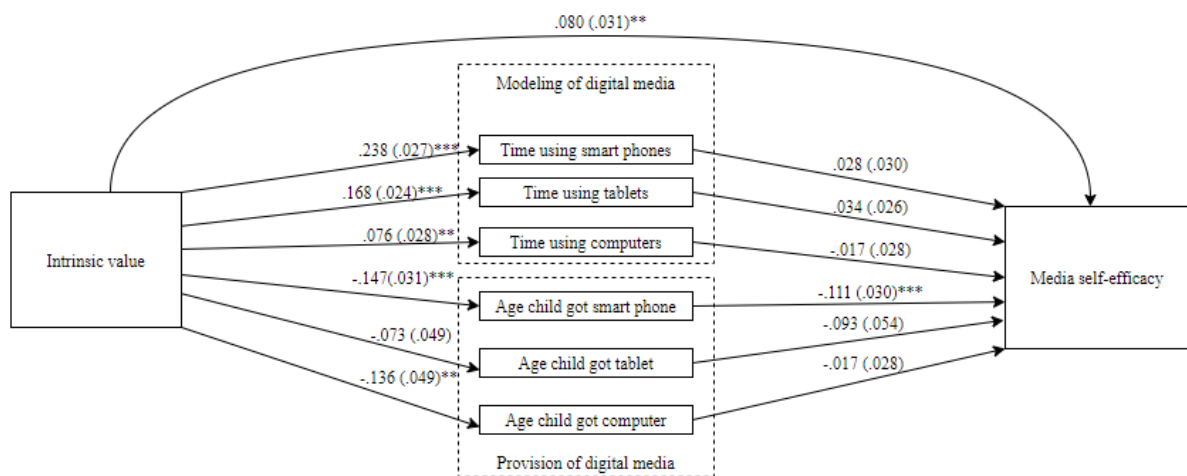 .080 (.031)**
Modeling of digital media
.238 (.027)***
Time using smart phones
.028 (.030)
.168 (.024)***
Time using tablets
.034 (.026)
.076 (.028)**
Time using computers
-.017 (.028)
Intrinsic value
Media self-efficacy
-.147(.031)***
Age child got smart phone
-.111 (.030)***
-.073 (.049)
Age child got tablet
-.093 (.054)
-.136 (.049)**
Age child got computer
-.017 (.028)
Provision of digital media